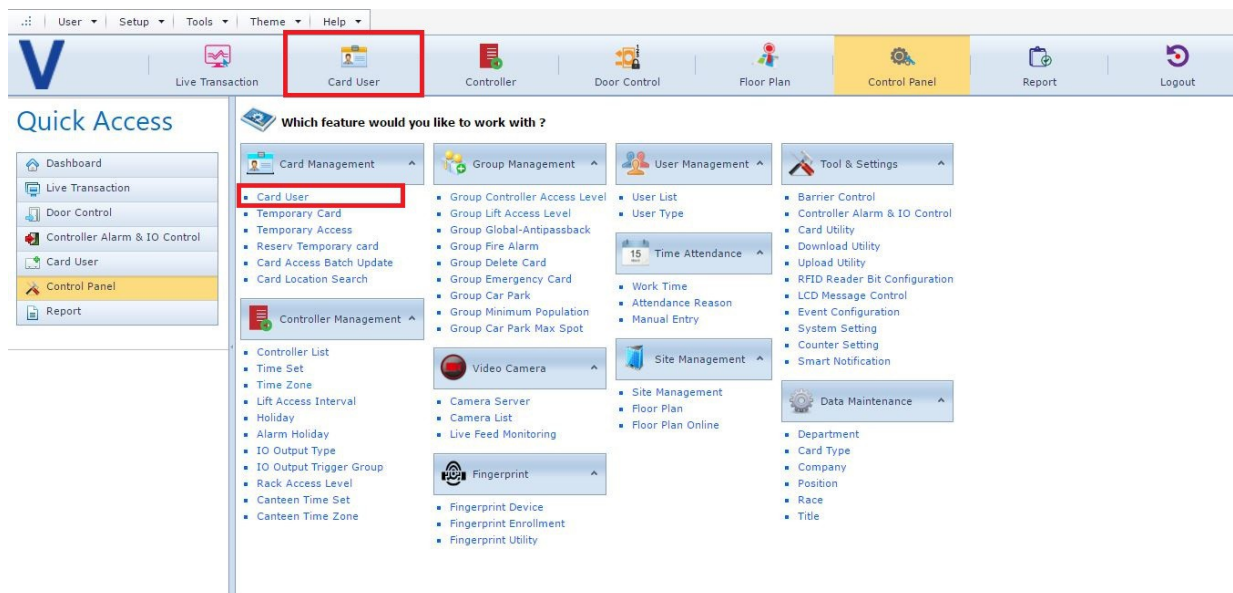 User Setup Tools Theme Help
V
Live Transaction
Card User
Controller
Door Control
Floor Plan
Control Panel
Report
Logout
Quick Access
Dashboard
Live Transaction
Door Control
Controller Alarm & IO Control
Card User
Control Panel
Report
Which feature would you like to work with ?
Card Management
Card User
Temporary Card
Temporary Access
Reserv Temporary card
Card Access Batch Update
Card Location Search
Controller Management
Controller List
Time Set
Time Zone
Lift Access Interval
Holiday
Alarm Holiday
IO Output Type
IO Output Trigger Group
Rack Access Level
Canteen Time Set
Canteen Time Zone
Group Management
Group Controller Access Level
Group Lift Access Level
Group Global-Antipassback
Group Fire Alarm
Group Delete Card
Group Emergency Card
Group Car Park
Group Minimum Population
Group Car Park Max Spot
Video Camera
Camera Server
Camera List
Live Feed Monitoring
Fingerprint
Fingerprint Device
Fingerprint Enrollment
Fingerprint Utility
User Management
User List
User Type
15
Time Attendance
Work Time
Attendance Reason
Manual Entry
Site Management
Site Management
Floor Plan
Floor Plan Online
Tool & Settings
Barrier Control
Controller Alarm & IO Control
Card Utility
Download Utility
Upload Utility
RFID Reader Bit Configuration
LCD Message Control
Event Configuration
System Setting
Counter Setting
Smart Notification
Data Maintenance
Department
Card Type
Company
Position
Race
Title